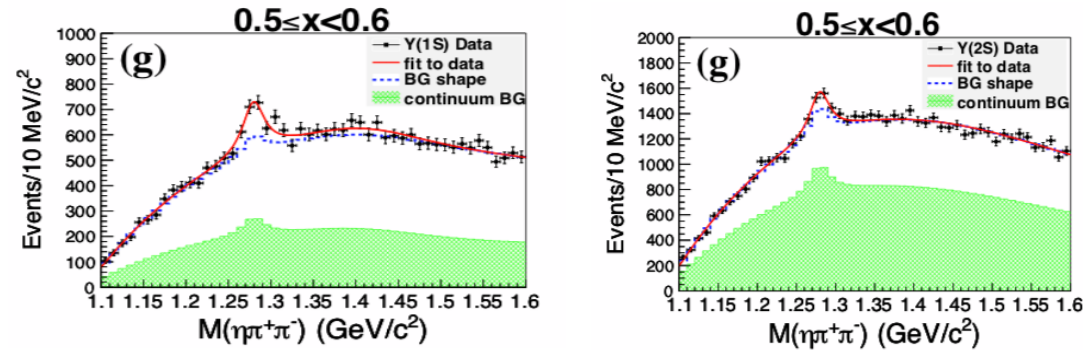 0.5≤x<0.6
1000
900
800
700
600
500
400
300
200
100
0
Events/10 MeV/c²
(g)
Υ(1S) Data
fit to data
BG shape
continuum BG
1.1 1.15 1.2 1.25 1.3 1.35 1.4 1.45 1.5 1.55 1.6
M(ηπ⁺π⁻) (GeV/c²)
0.5≤x<0.6
2000
1800
1600
1400
1200
1000
800
600
400
200
0
Events/10 MeV/c²
(g)
Υ(2S) Data
fit to data
BG shape
continuum BG
1.1 1.15 1.2 1.25 1.3 1.35 1.4 1.45 1.5 1.55 1.6
M(ηπ⁺π⁻) (GeV/c²)